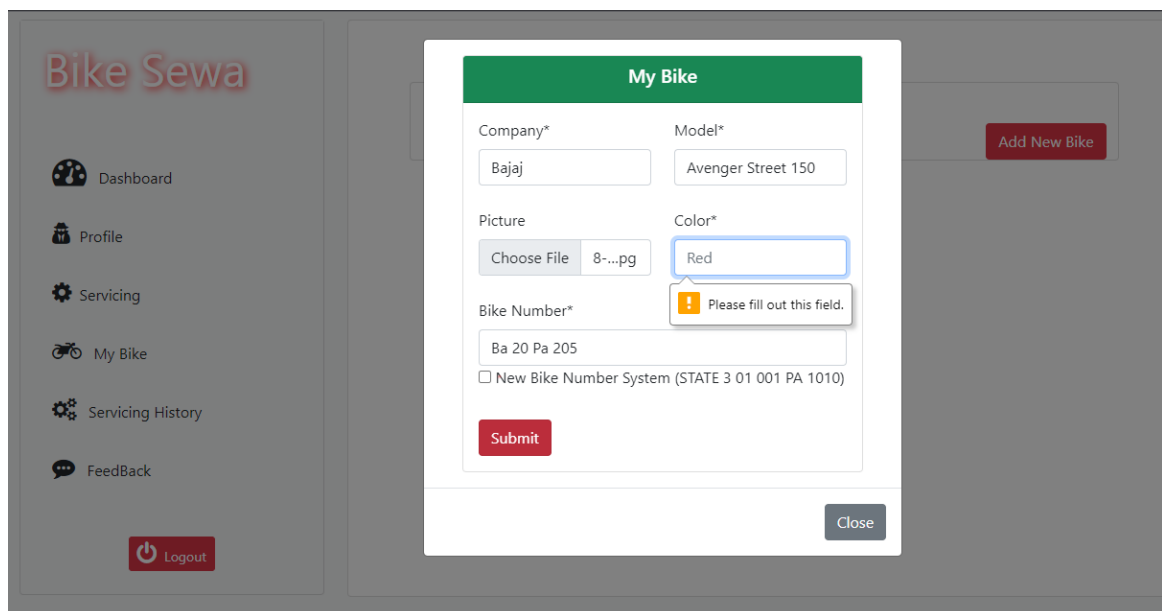 Bike Sewa
Dashboard
Profile
Servicing
My Bike
Servicing History
FeedBack
Logout
Add New Bike
My Bike
Company* Model*
Bajaj Avenger Street 150
Picture Color*
Choose File 8-...pg Red
Please fill out this field.
Bike Number*
Ba 20 Pa 205
New Bike Number System (STATE 3 01 001 PA 1010)
Submit
Close